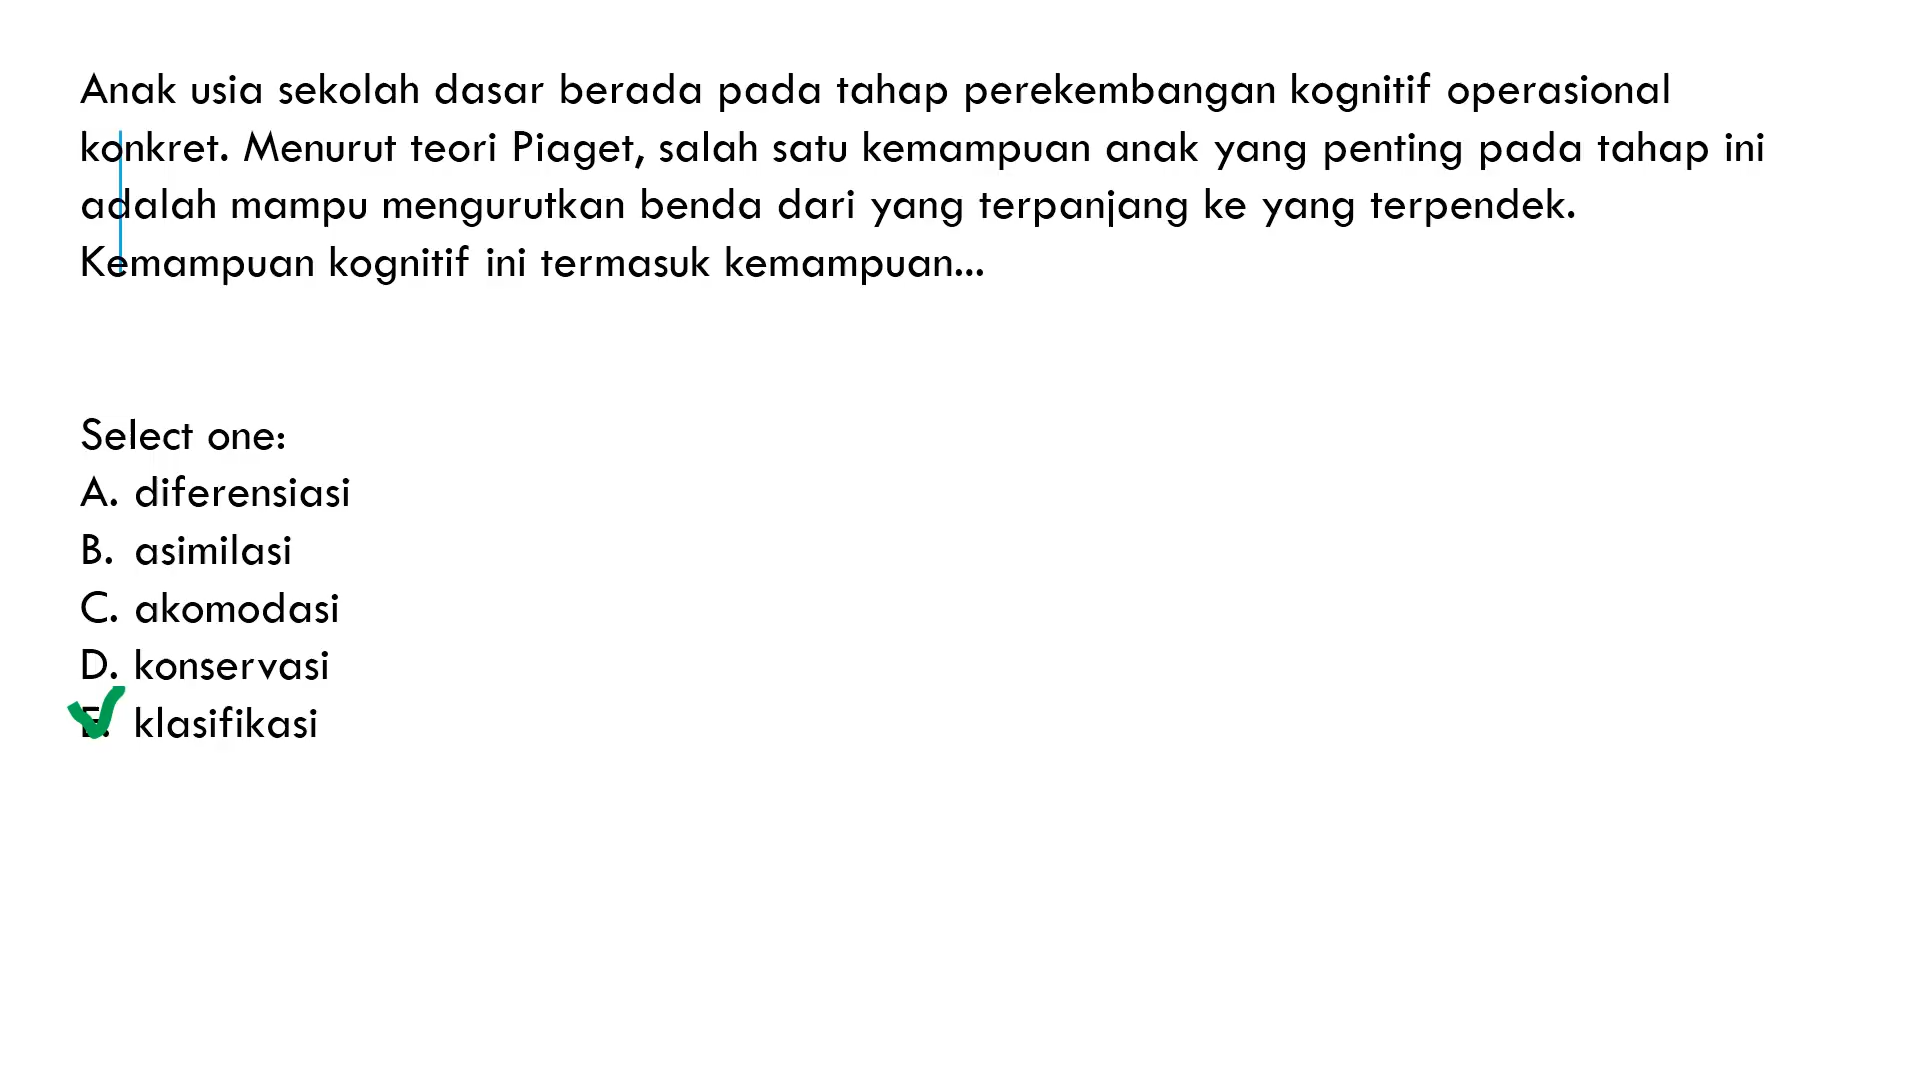 Anak usia sekolah dasar berada pada tahap perekembangan kognitif operasional
konkret. Menurut teori Piaget, salah satu kemampuan anak yang penting pada tahap ini
adalah mampu mengurutkan benda dari yang terpanjang ke yang terpendek.
Kemampuan kognitif ini termasuk kemampuan...
Select one:
A. diferensiasi
B. asimilasi
C. akomodasi
D. konservasi
E. klasifikasi